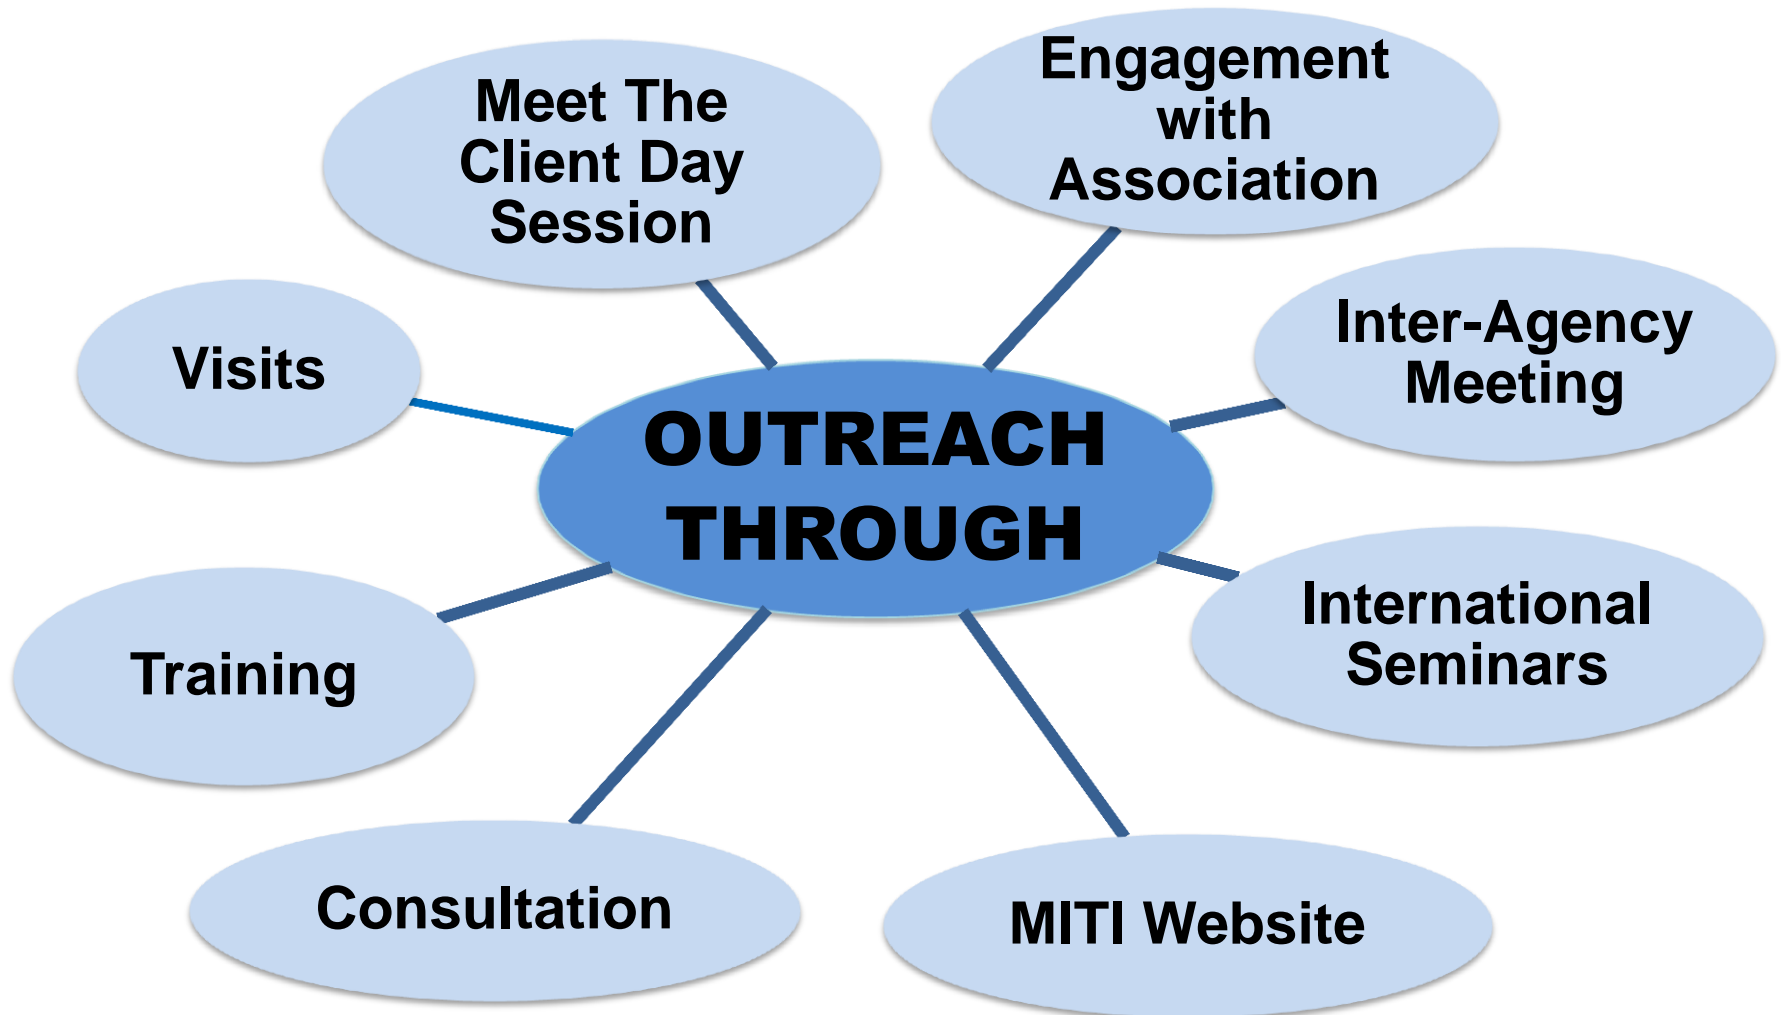 Meet The
Client Day
Session
Engagement
with
Association
Inter-Agency
Meeting
Visits
OUTREACH
THROUGH
International
Seminars
Training
Consultation
MITI Website